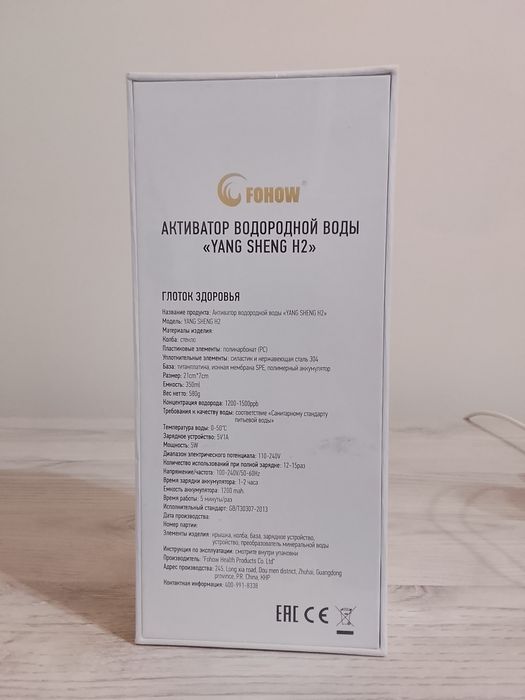 FOHOW®
АКТИВАТОР ВОДОРОДНОЙ ВОДЫ
«YANG SHENG H2»
ГЛОТОК ЗДОРОВЬЯ
Название продукта: Активатор водородной воды «YANG SHENG H2»
Модель: YANG SHENG H2
Материалы изделия:
Колба: стекло
Пластиковые элементы: поликарбонат (PC)
Уплотнительные элементы: силастик и нержавеющая сталь 304
База: титан,платина, ионная мембрана SPE, полимерный аккумулятор
Размер: 21cm*7cm
Емкость: 350ml
Вес нетто: 580g
Концентрация водорода: 1200-1500ppb
Требования к качеству воды: соответствие «Санитарному стандарту
питьевой воды»
Температура воды: 0-50°C
Зарядное устройство: 5V1A
Мощность: 5W
Диапазон электрического потенциала: 110-240V
Количество использований при полной зарядке: 12-15раз
Напряжение/частота: 100-240V/50-60Hz
Время зарядки аккумулятора: 1-2 часа
Емкость аккумулятора: 1200 mah
Время работы: 5 минуты/раз
Исполнительный стандарт: GB/T30307-2013
Дата производства:
Номер партии:
Элементы изделия: крышка, колба, база, зарядное устройство,
устройство, преобразователь минеральной воды
Инструкция по эксплуатации: смотрите внутри упаковки
Производитель: "Fohow Health Products Co. Ltd"
Адрес производства: 245, Long xia road, Dou men district, Zhuhai, Guangdong
province, P.R. China, КНР
Контактная информация: 400-991-8338
EAC CE